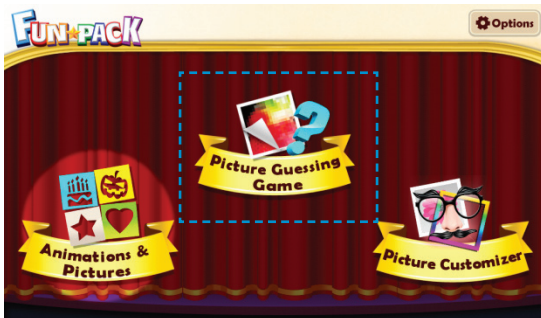 FUN★PACK
Options
Picture Guessing
Game
Animations &
Pictures
Picture Customizer